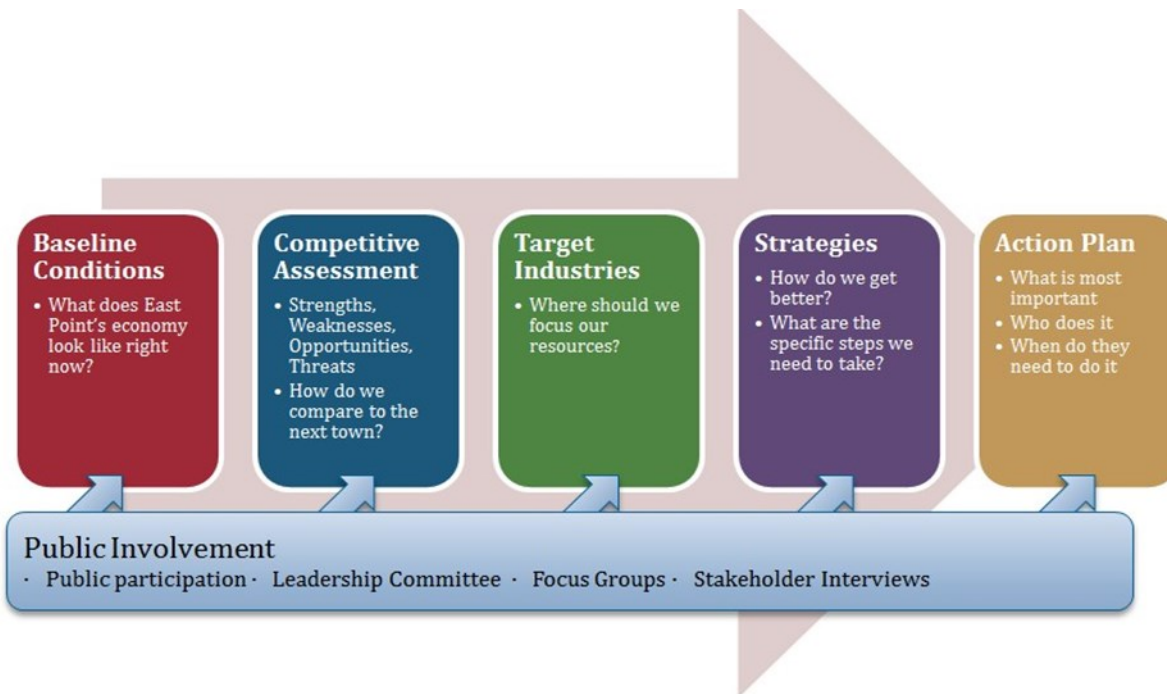 Baseline
Conditions
• What does East
Point's economy
look like right
now?
Competitive
Assessment
• Strengths,
Weaknesses,
Opportunities,
Threats
• How do we
compare to the
next town?
Target
Industries
• Where should we
focus our
resources?
Strategies
• How do we get
better?
• What are the
specific steps we
need to take?
Action Plan
• What is most
important
• Who does it
• When do they
need to do it
Public Involvement
· Public participation · Leadership Committee · Focus Groups · Stakeholder Interviews